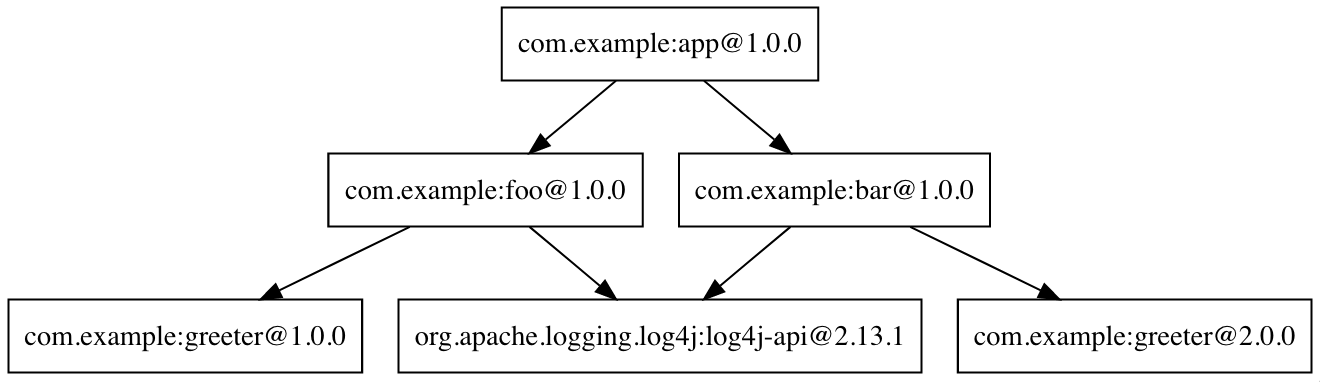 com.example:app@1.0.0
com.example:foo@1.0.0
com.example:bar@1.0.0
com.example:greeter@1.0.0
org.apache.logging.log4j:log4j-api@2.13.1
com.example:greeter@2.0.0